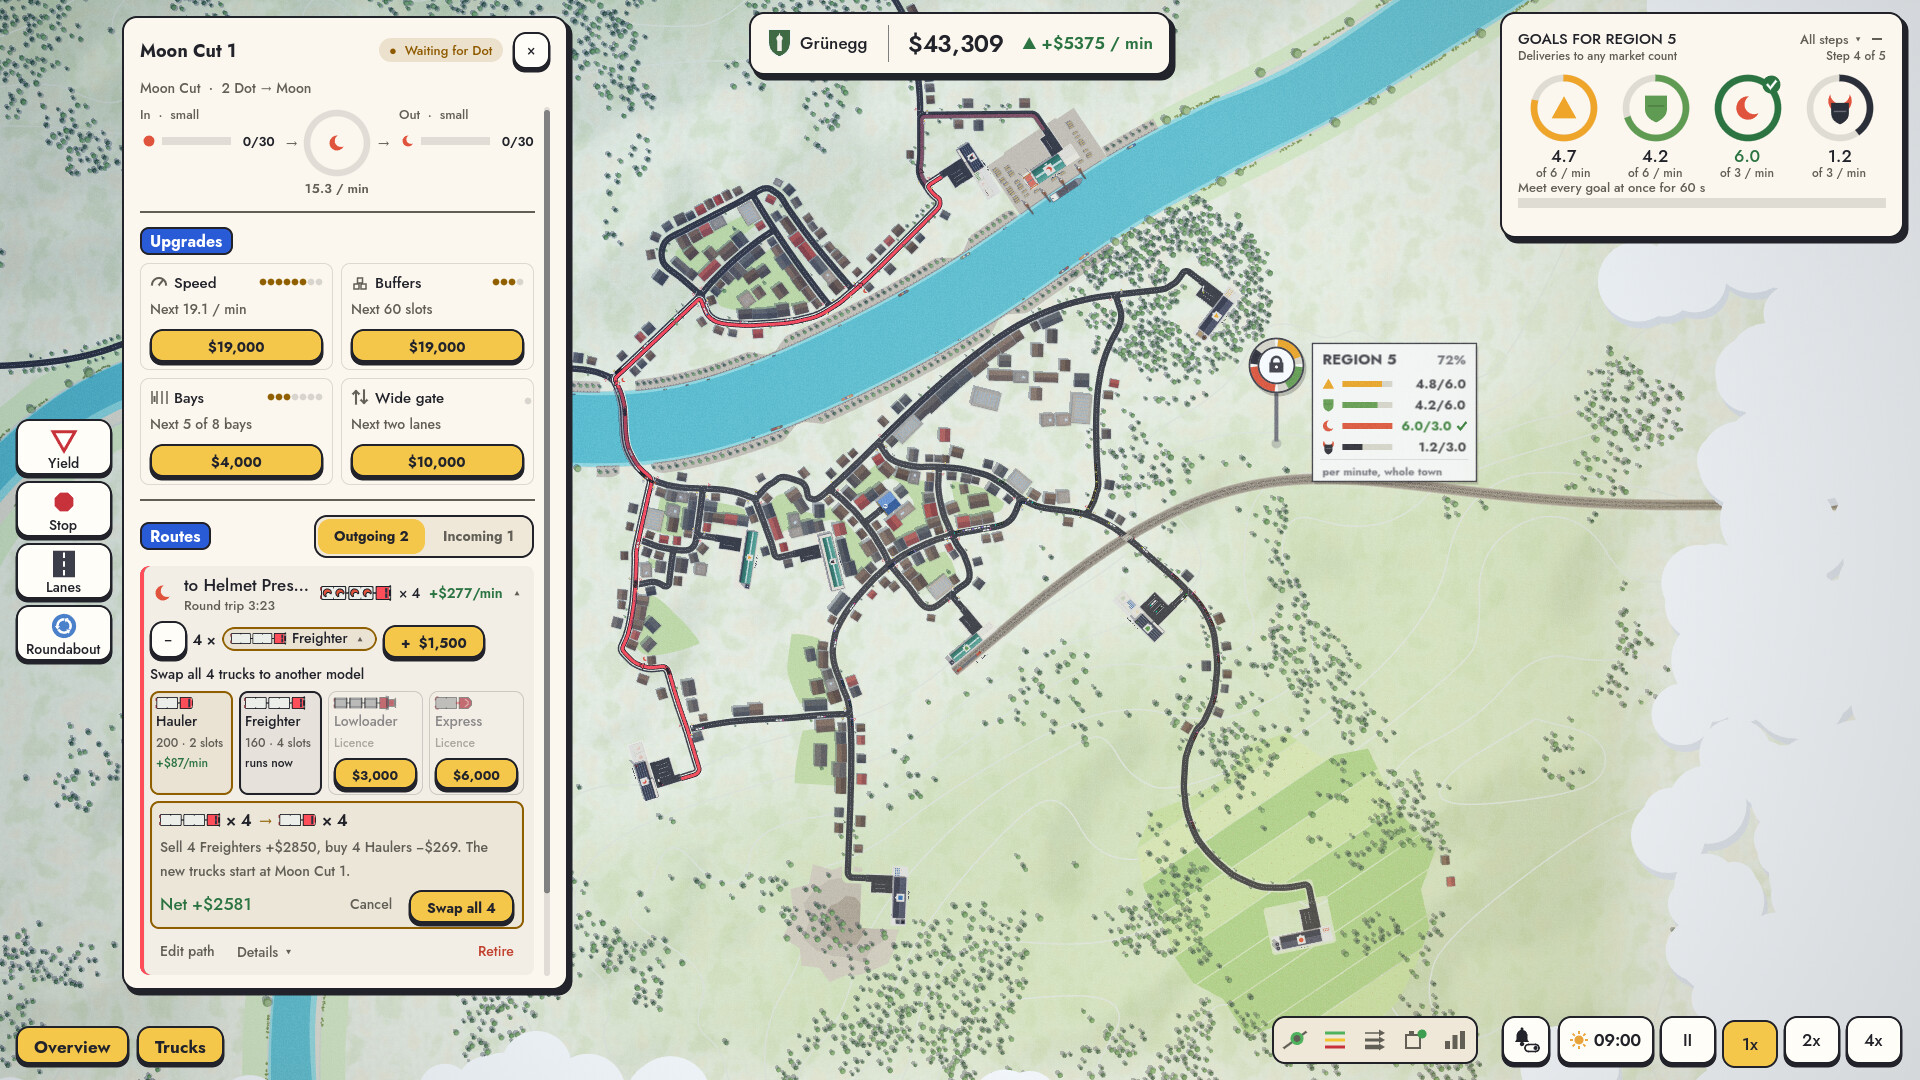 Moon Cut 1
Waiting for Dot
×
Moon Cut · 2 Dot → Moon
In · small
Out · small
0/30 →
→ 0/30
15.3 / min
Upgrades
Speed
Next 19.1 / min
$19,000
Buffers
Next 60 slots
$19,000
Bays
Next 5 of 8 bays
$4,000
Wide gate
Next two lanes
$10,000
Routes
Outgoing 2
Incoming 1
to Helmet Pres... × 4 +$277/min
Round trip 3:23
− 4 × Freighter + $1,500
Swap all 4 trucks to another model
Hauler
200 · 2 slots
+$87/min
Freighter
160 · 4 slots
runs now
Lowloader
Licence
$3,000
Express
Licence
$6,000
× 4 → × 4
Sell 4 Freighters +$2850, buy 4 Haulers −$269. The
new trucks start at Moon Cut 1.
Net +$2581
Cancel
Swap all 4
Edit path
Details
Retire
Yield
Stop
Lanes
Roundabout
Overview
Trucks
Grünegg
$43,309
+$5375 / min
GOALS FOR REGION 5
All steps
Deliveries to any market count
Step 4 of 5
4.7
of 6 / min
4.2
of 6 / min
6.0
of 3 / min
1.2
of 3 / min
Meet every goal at once for 60 s
REGION 5 72%
4.8/6.0
4.2/6.0
6.0/3.0
1.2/3.0
per minute, whole town
09:00
1x
2x
4x